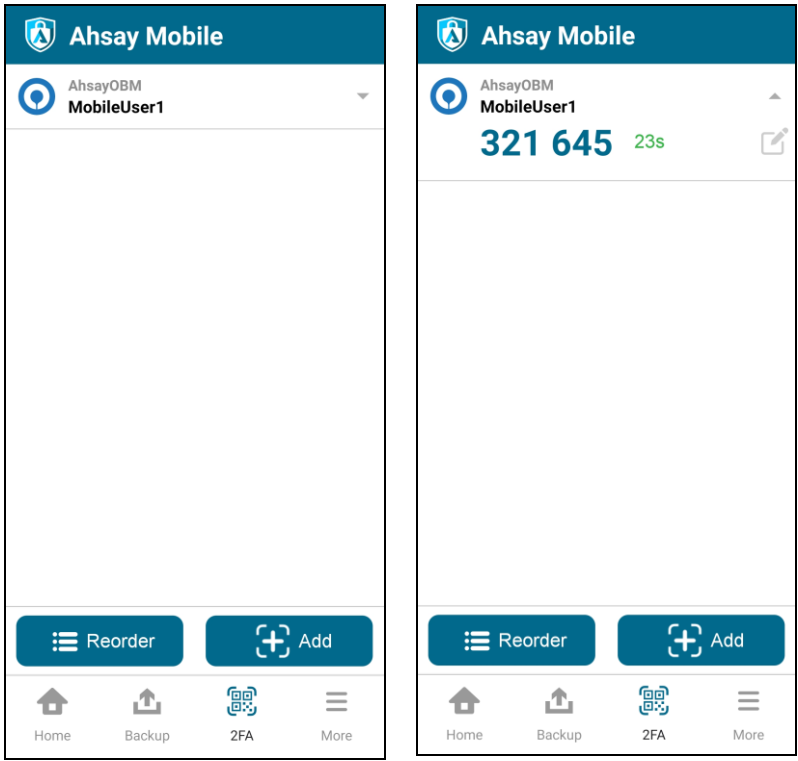 Ahsay Mobile
AhsayOBM
MobileUser1
Reorder
Add
Home
Backup
2FA
More
Ahsay Mobile
AhsayOBM
MobileUser1
321 645 23s
Reorder
Add
Home
Backup
2FA
More